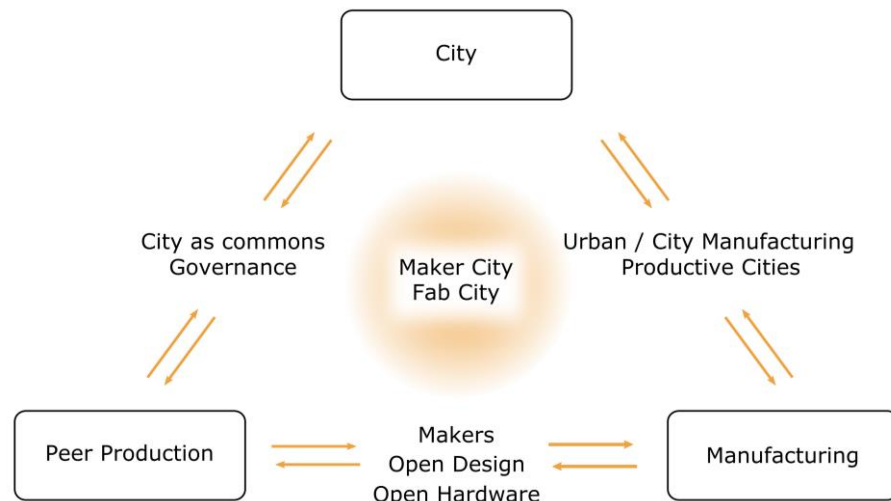 City
City as commons
Governance
Maker City
Fab City
Urban / City Manufacturing
Productive Cities
Peer Production
Makers
Open Design
Open Hardware
Manufacturing